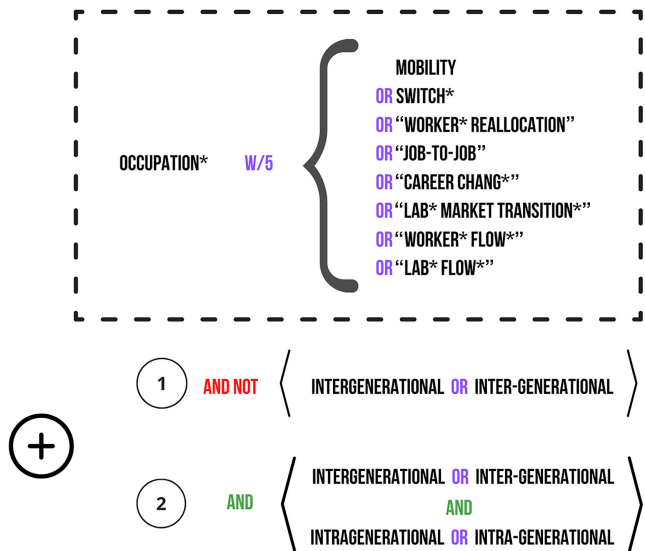 MOBILITY
OR SWITCH*
OR “WORKER* REALLOCATION”
OR “JOB-TO-JOB”
OCCUPATION* W/5
OR “CAREER CHANG*”
OR “LAB* MARKET TRANSITION*”
OR “WORKER* FLOW*”
OR “LAB* FLOW*”
1 AND NOT INTERGENERATIONAL OR INTER-GENERATIONAL
+
INTERGENERATIONAL OR INTER-GENERATIONAL
2 AND AND
INTRAGENERATIONAL OR INTRA-GENERATIONAL